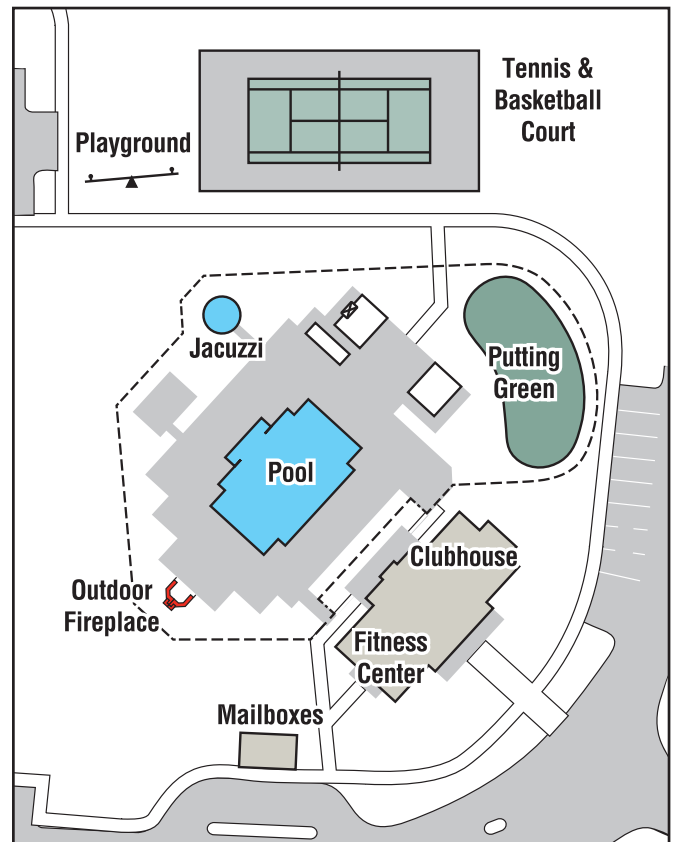 Tennis &
Basketball
Court
Playground
Jacuzzi
Putting
Green
Pool
Clubhouse
Outdoor
Fireplace
Fitness
Center
Mailboxes